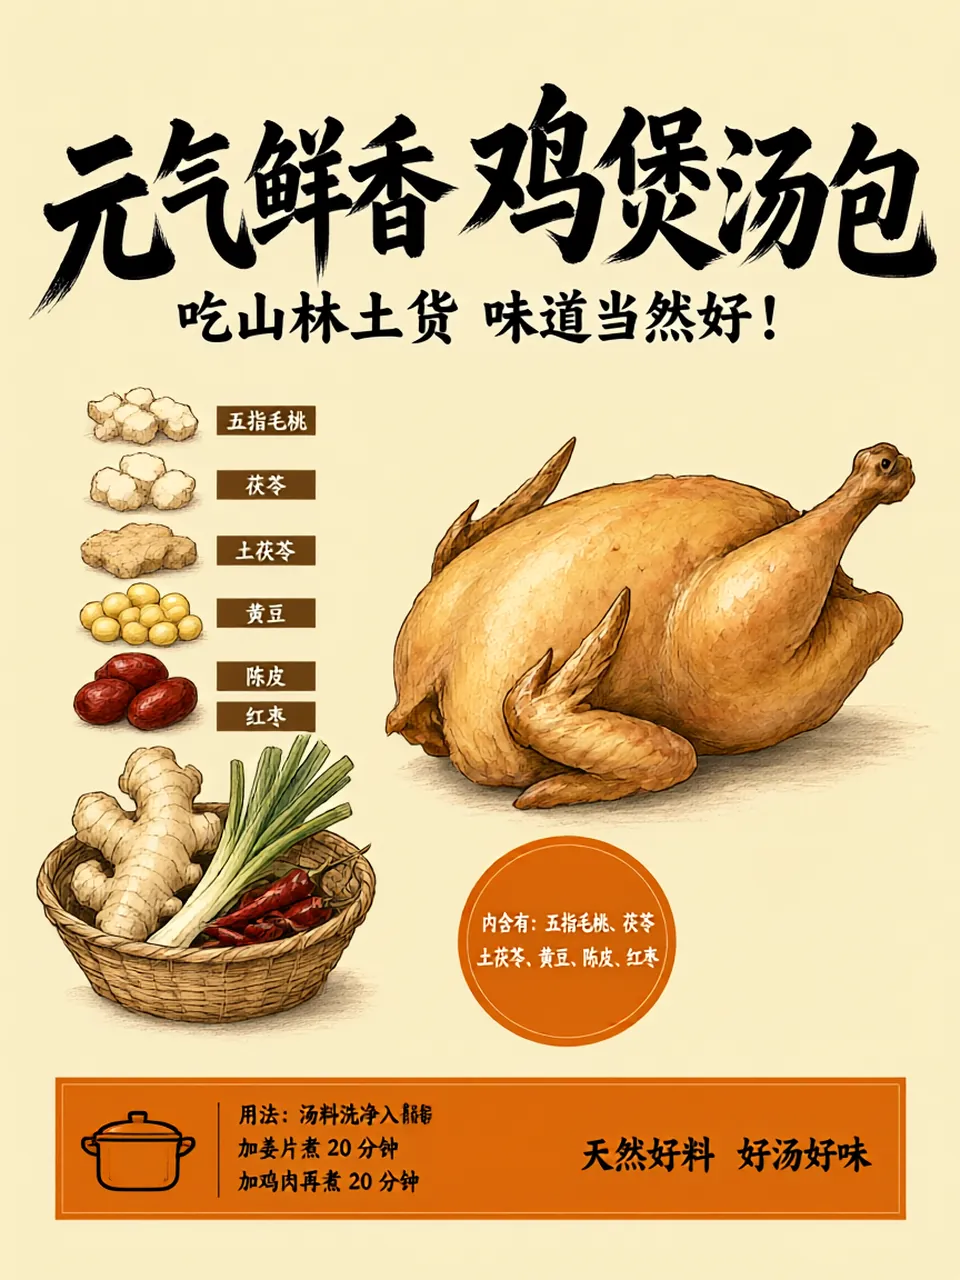 元气鲜香 鸡煲汤包
吃山林土货 味道当然好！
五指毛桃
茯苓
土茯苓
黄豆
陈皮
红枣
内含有：五指毛桃、茯苓
土茯苓、黄豆、陈皮、红枣
用法：汤料洗净入
加姜片煮 20 分钟
加鸡肉再煮 20 分钟
天然好料 好汤好味